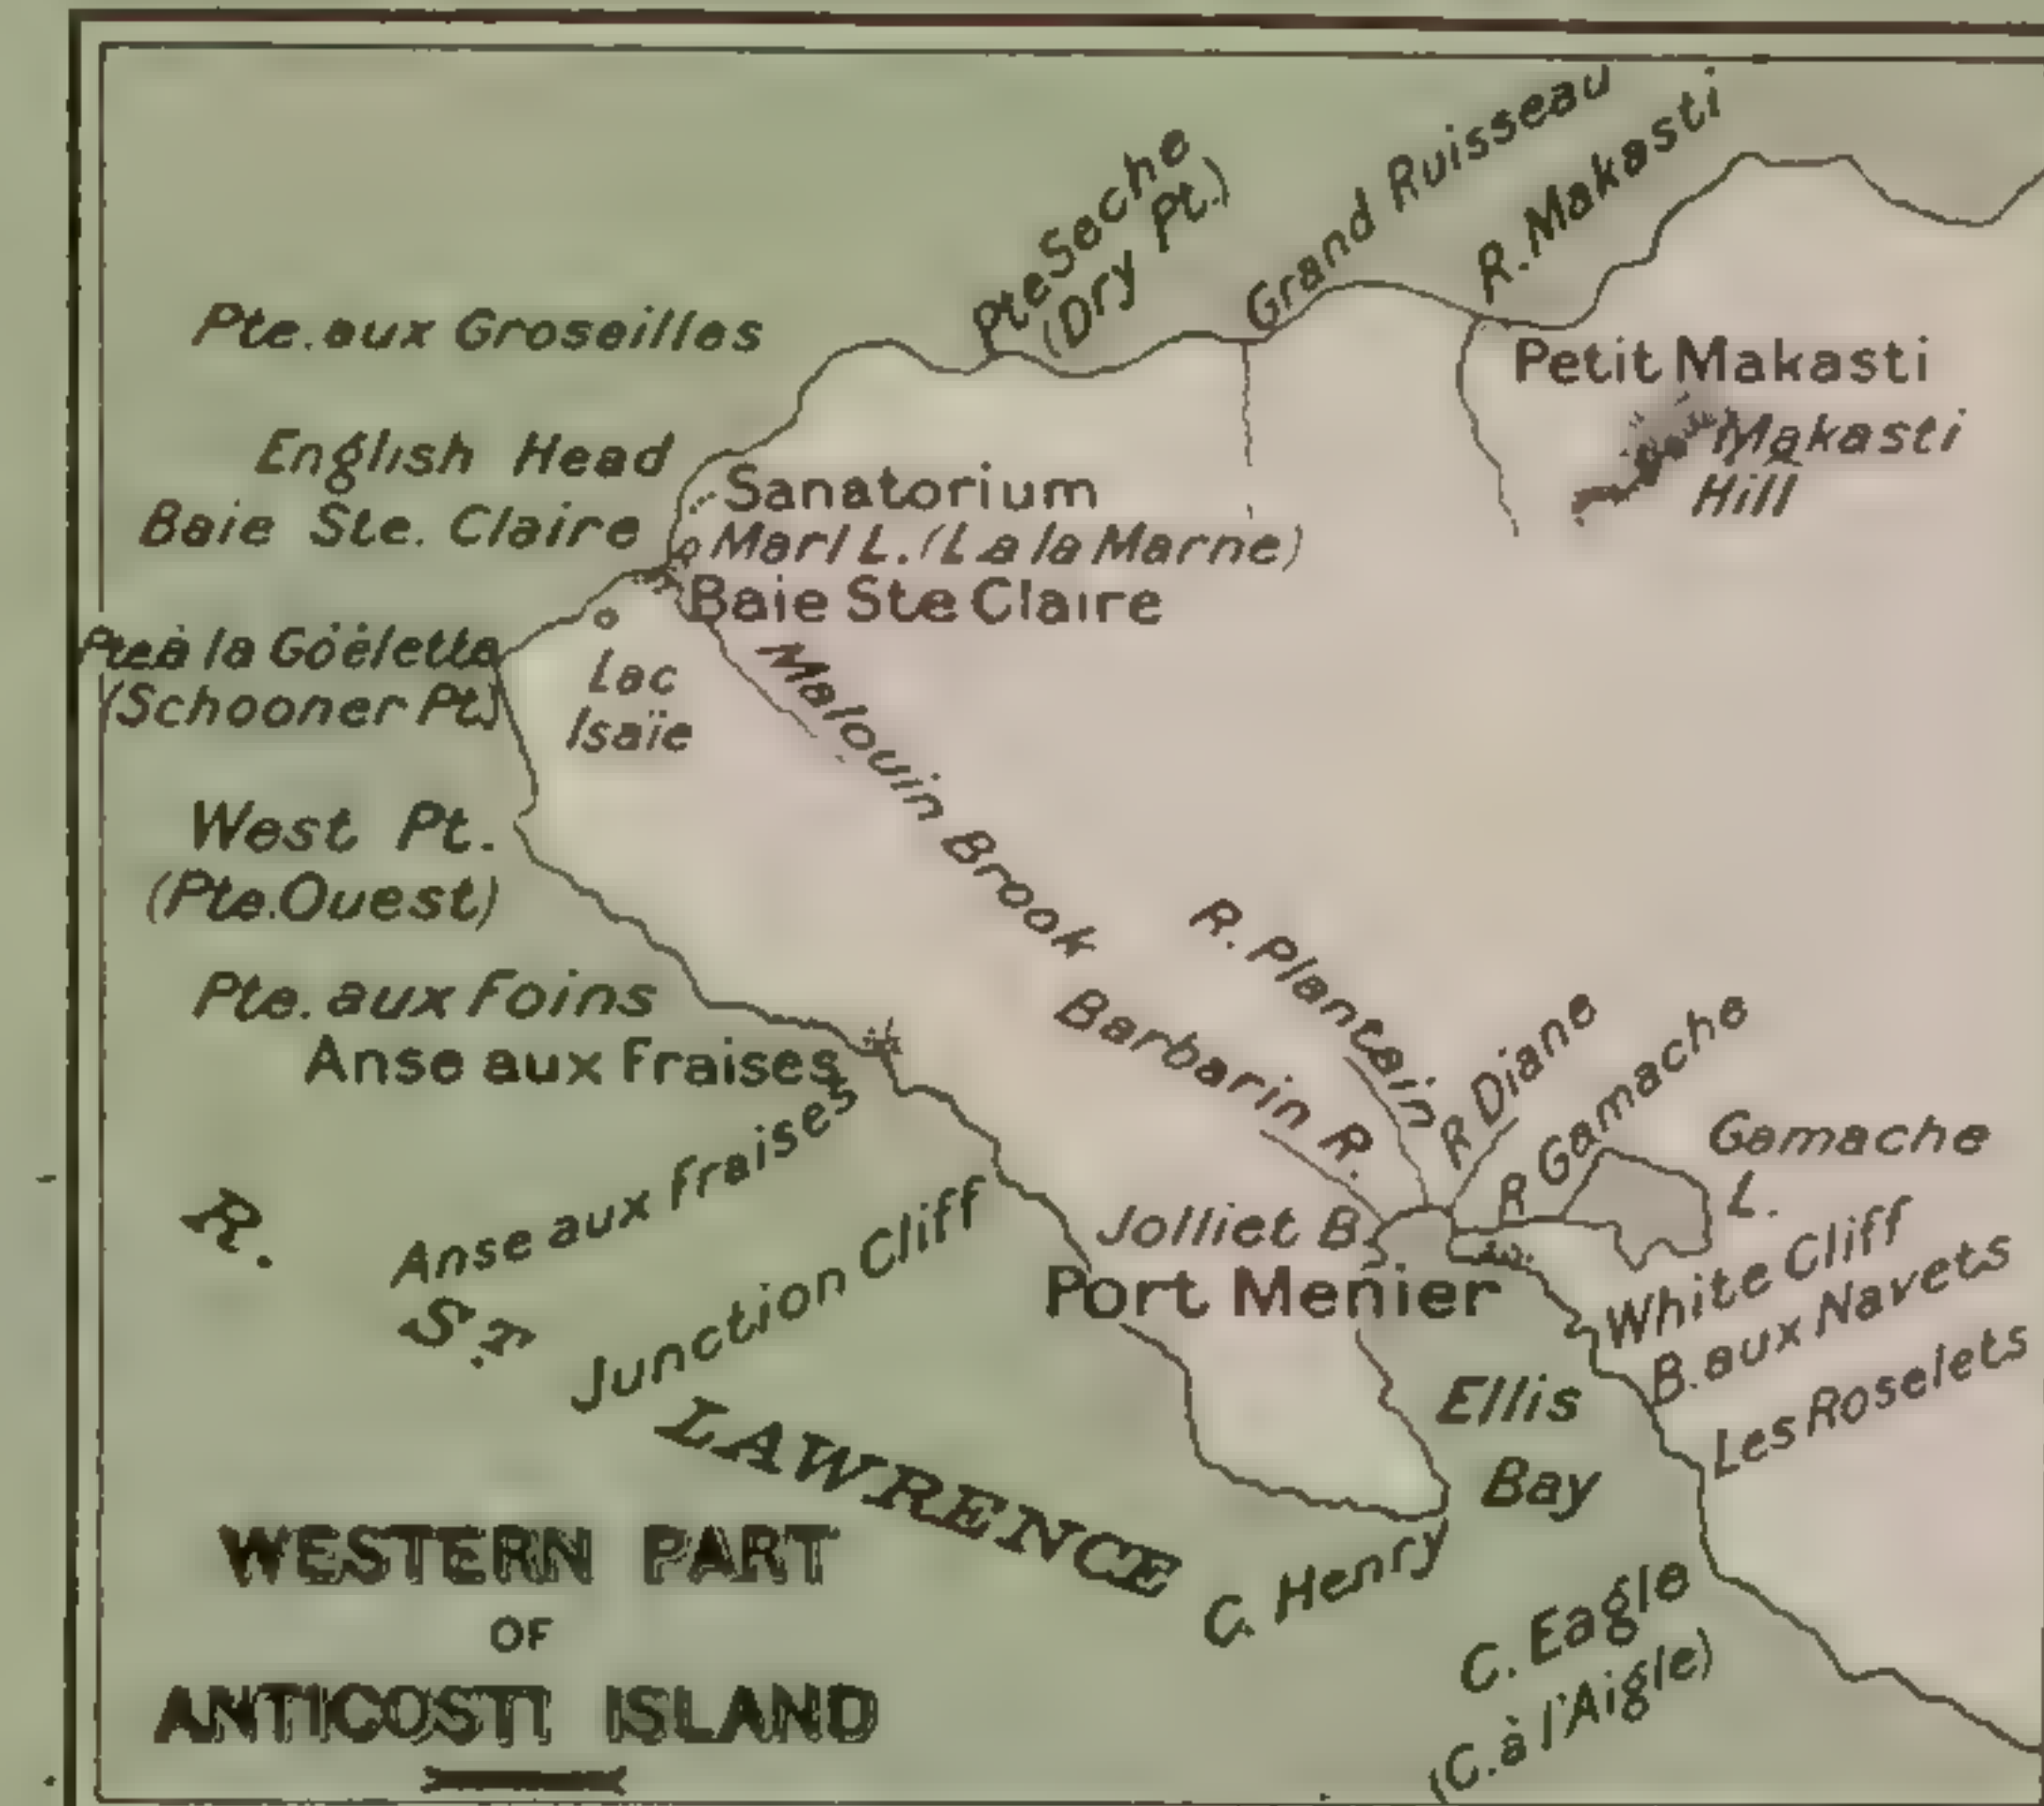 Pte Seche
(Dry Pt.)
Grand Ruisseau
R. Makasti
Pte. aux Groseilles
Petit Makasti
Makasti
Hill
English Head
Sanatorium
Baie Ste. Claire
Marl L. (L a la Marne)
Baie Ste Claire
Pte à la Goëlette
(Schooner Pt.)
Lac
Isaïe
Malouin Brook
West Pt.
(Pte. Ouest)
R. Plantain
Pte. aux Foins
Barbarin R.
R Diane
R Gamache
Anse aux Fraises
Anse aux Fraises
Gamache
L.
Jolliet B.
Port Menier
Junction Cliff
White Cliff
B. aux Navets
Les Roselets
Ellis
Bay
R.
ST.
LAWRENCE
C. Henry
C. Eagle
(C. à l'Aigle)
WESTERN PART
OF
ANTICOSTI ISLAND